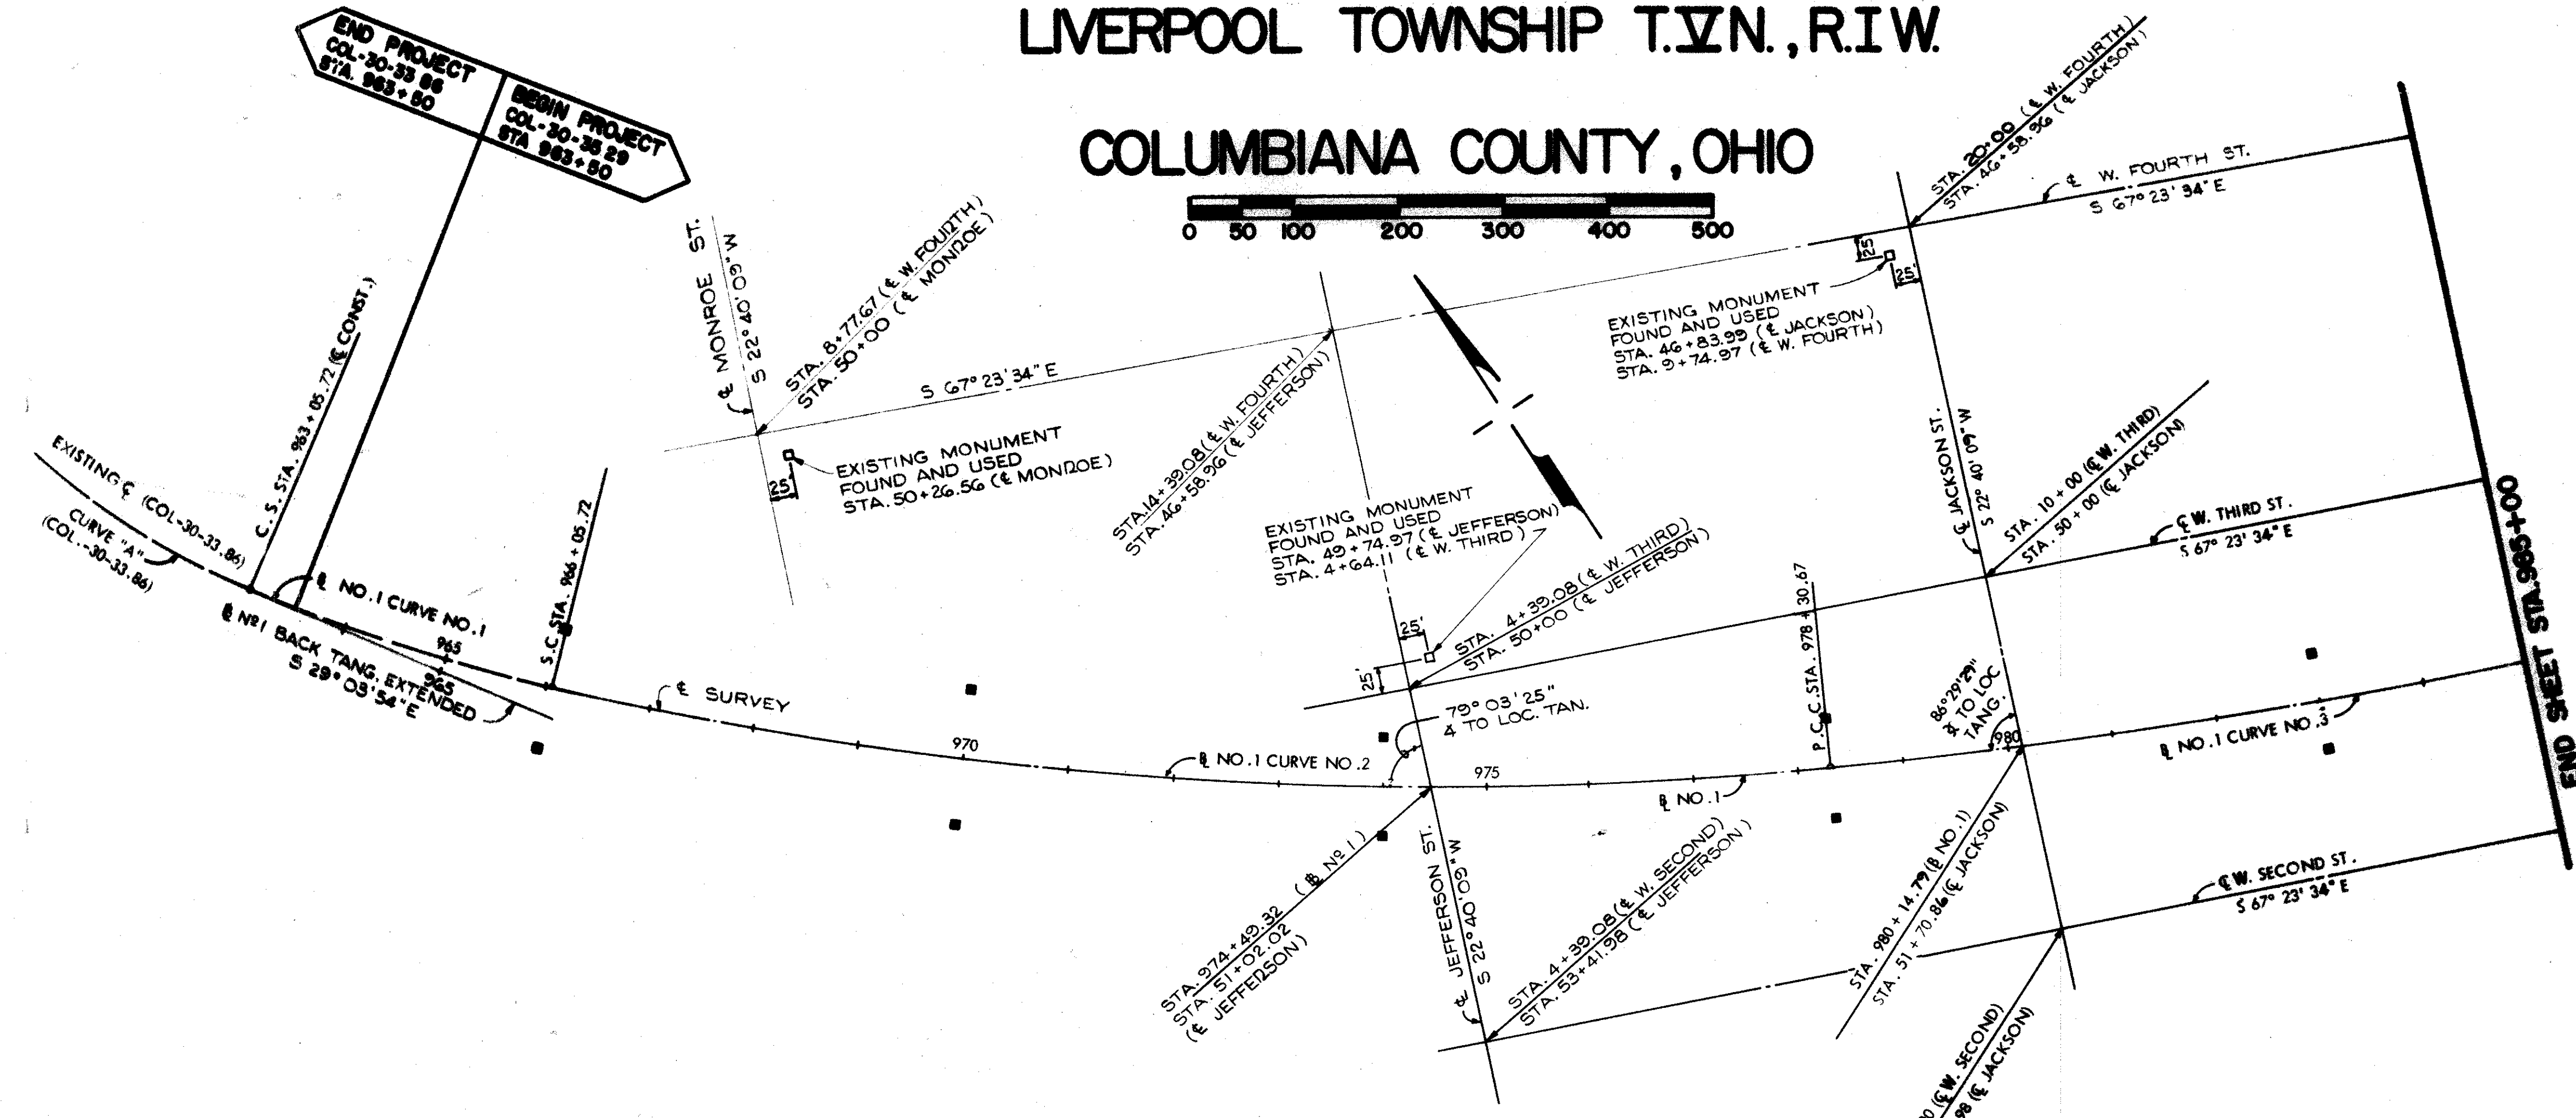 LIVERPOOL TOWNSHIP T.V N., R.I W.
COLUMBIANA COUNTY, OHIO
0 50 100 200 300 400 500
END PROJECT
COL-30-33 86
STA. 963+50
BEGIN PROJECT
COL-30-35 29
STA 963+50
C.S. STA. 963+05.72 (℄ CONST.)
EXISTING ℄ (COL-30-33.86)
CURVE "A"
(COL.-30-33.86)
NO.1 CURVE NO.1
Nº1 BACK TANG. EXTENDED
S 29° 03' 54" E
965
965
S.C. STA. 966+05.72
℄ SURVEY
970
℄ MONROE ST.
S 22° 40' 09" W
STA. 8+77.67 (℄ W. FOURTH)
STA. 50+00 (℄ MONROE)
EXISTING MONUMENT
FOUND AND USED
STA. 50+26.56 (℄ MONROE)
25'
S 67° 23' 34" E
STA. 14+39.08 (℄ W. FOURTH)
STA. 46+58.96 (℄ JEFFERSON)
EXISTING MONUMENT
FOUND AND USED
STA. 49+74.97 (℄ JEFFERSON)
STA. 4+64.11 (℄ W. THIRD)
25'
25'
STA. 4+39.08 (℄ W. THIRD)
STA. 50+00 (℄ JEFFERSON)
79° 03' 25"
∡ TO LOC. TAN.
NO.1 CURVE NO.2
975
NO.1
STA. 974+49.32 (Nº 1)
STA. 51+02.02
(℄ JEFFERSON)
℄ JEFFERSON ST.
S 22° 40' 09" W
STA. 4+39.08 (℄ W. SECOND)
STA. 53+41.98 (℄ JEFFERSON)
STA. 20+00 (℄ W. FOURTH)
STA. 46+58.96 (℄ JACKSON)
℄ W. FOURTH ST.
S 67° 23' 34" E
25'
25'
EXISTING MONUMENT
FOUND AND USED
STA. 46+83.99 (℄ JACKSON)
STA. 9+74.97 (℄ W. FOURTH)
℄ JACKSON ST.
S 22° 40' 09" W
STA. 10+00 (℄ W. THIRD)
STA. 50+00 (℄ JACKSON)
℄ W. THIRD ST.
S 67° 23' 34" E
P.C.C. STA. 978+30.67
86° 29' 29"
∡ TO LOC
TANG.
980
NO.1 CURVE NO.3
STA. 980+14.79 (NO.1)
STA. 51+70.86 (℄ JACKSON)
℄ W. SECOND ST.
S 67° 23' 34" E
00 (℄ W. SECOND)
98 (℄ JACKSON)
END SHEET STA. 985+00